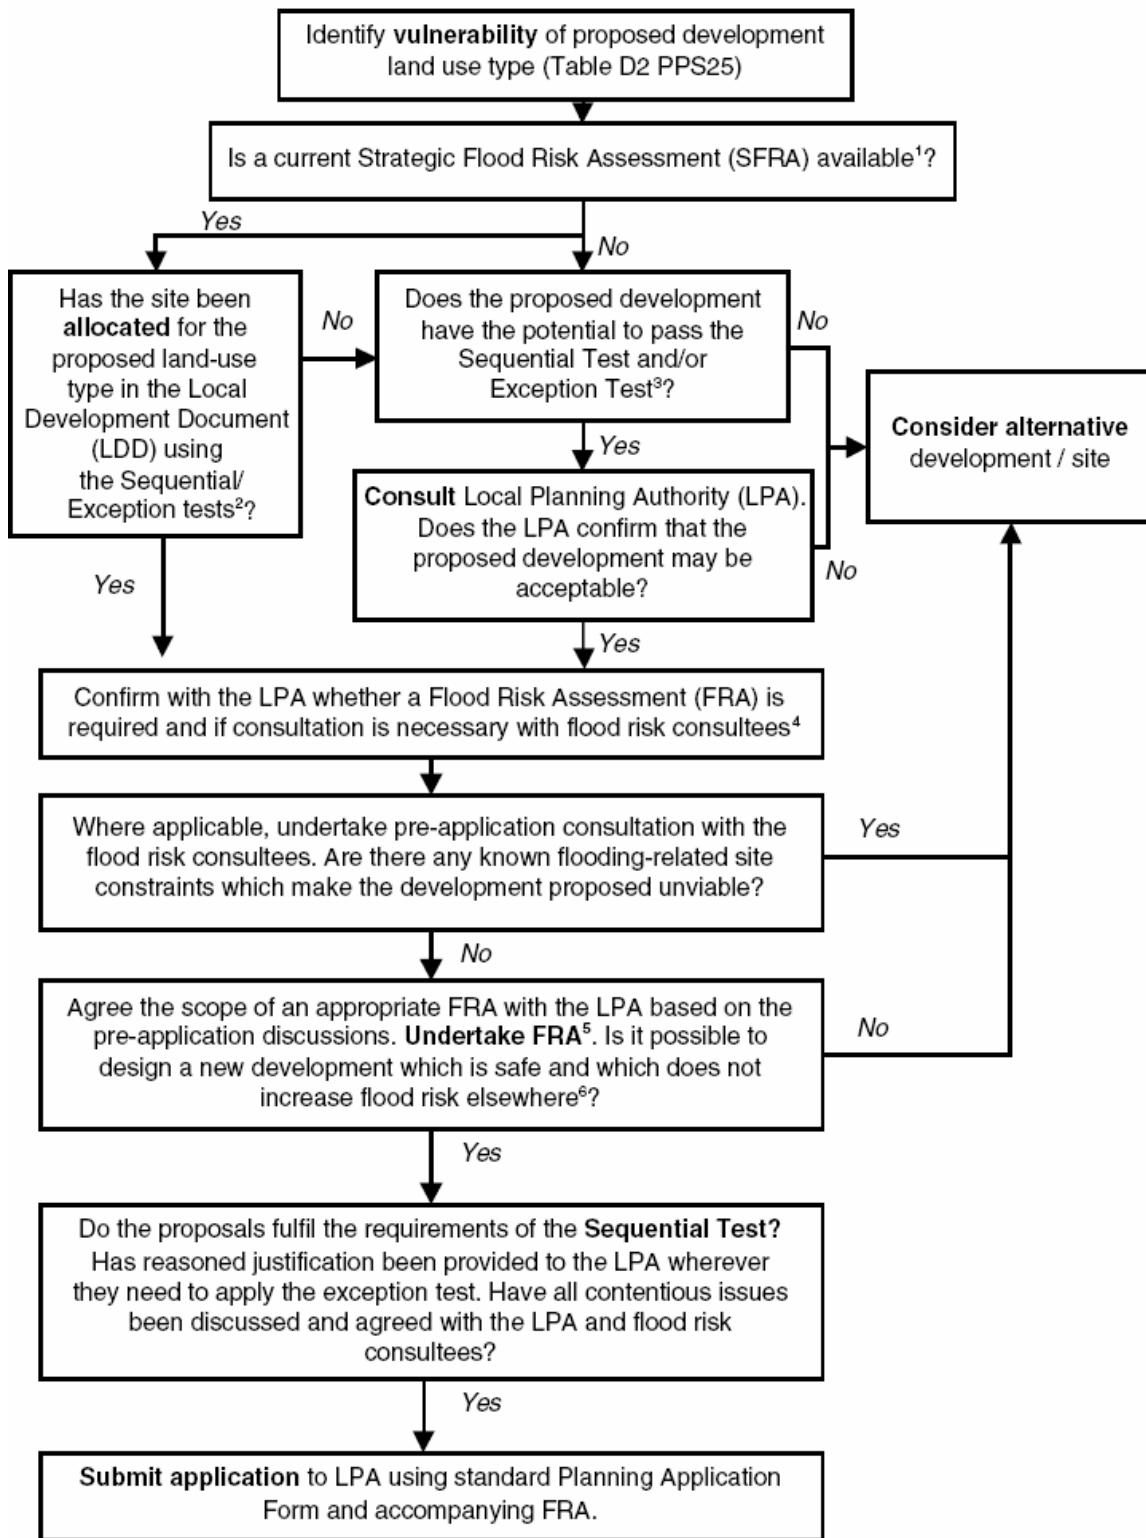 Identify vulnerability of proposed development
land use type (Table D2 PPS25)
Is a current Strategic Flood Risk Assessment (SFRA) available¹?
Yes
No
Has the site been
allocated for the
proposed land-use
type in the Local
Development Document
(LDD) using
the Sequential/
Exception tests²?
No
Does the proposed development
have the potential to pass the
Sequential Test and/or
Exception Test³?
No
Consider alternative
development / site
Yes
Consult Local Planning Authority (LPA).
Does the LPA confirm that the
proposed development may be
acceptable?
No
Yes
Yes
Confirm with the LPA whether a Flood Risk Assessment (FRA) is
required and if consultation is necessary with flood risk consultees⁴
Where applicable, undertake pre-application consultation with the
flood risk consultees. Are there any known flooding-related site
constraints which make the development proposed unviable?
Yes
No
Agree the scope of an appropriate FRA with the LPA based on the
pre-application discussions. Undertake FRA⁵. Is it possible to
design a new development which is safe and which does not
increase flood risk elsewhere⁶?
No
Yes
Do the proposals fulfil the requirements of the Sequential Test?
Has reasoned justification been provided to the LPA wherever
they need to apply the exception test. Have all contentious issues
been discussed and agreed with the LPA and flood risk
consultees?
Yes
Submit application to LPA using standard Planning Application
Form and accompanying FRA.